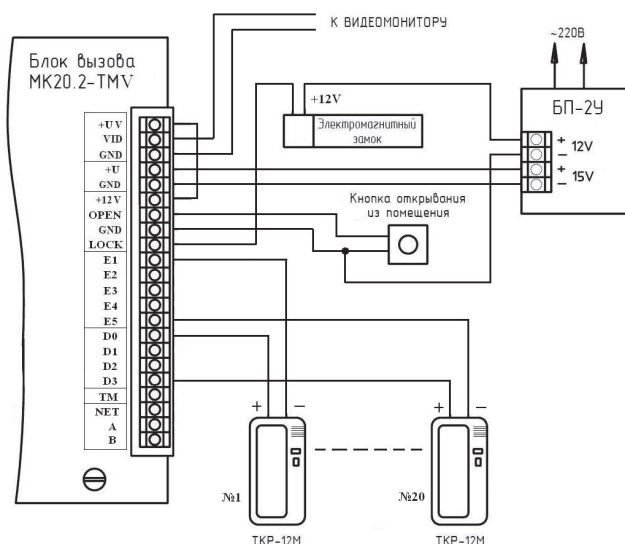 К ВИДЕОМОНИТОРУ
~220В
Блок вызова
МК20.2-TMV
БП-2У
+12V
Электромагнитный
замок
+ 12V
−
+ 15V
−
Кнопка открывания
из помещения
+UV
VID
GND
+U
GND
+12V
OPEN
GND
LOCK
E1
E2
E3
E4
E5
D0
D1
D2
D3
TM
NET
A
B
+ −
+ −
№1
№20
ТКР-12М
ТКР-12М